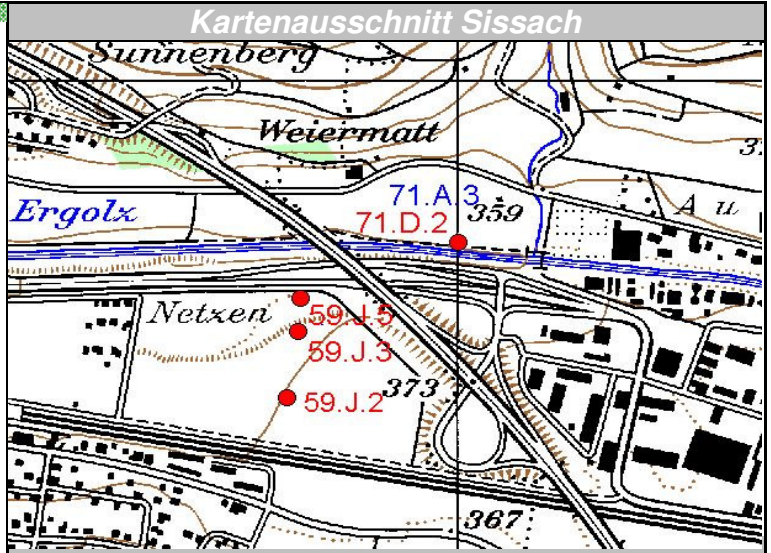 Kartenausschnitt Sissach
Sunnenberg
Weiermatt
71.A.3
359
A u
Ergolz
71.D.2
Netzen
59.J.5
59.J.3
373
59.J.2
367